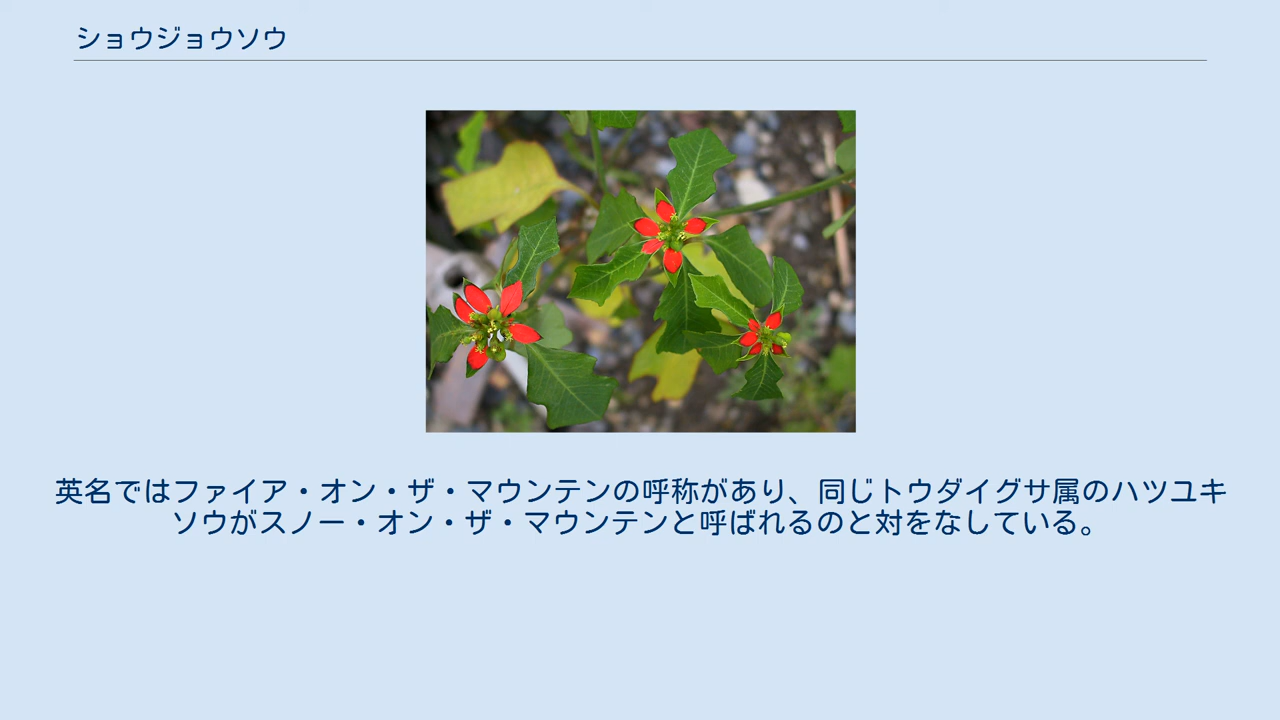 ショウジョウソウ
英名ではファイア・オン・ザ・マウンテンの呼称があり、同じトウダイグサ属のハツユキ
ソウがスノー・オン・ザ・マウンテンと呼ばれるのと対をなしている。